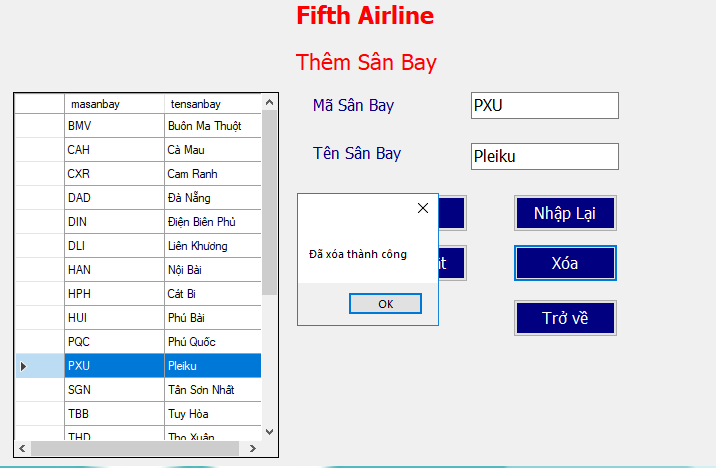 Fifth Airline
Thêm Sân Bay
masanbay tensanbay
BMV Buôn Ma Thuột
CAH Cà Mau
CXR Cam Ranh
DAD Đà Nẵng
DIN Điện Biên Phủ
DLI Liên Khương
HAN Nội Bài
HPH Cát Bi
HUI Phú Bài
PQC Phú Quốc
PXU Pleiku
SGN Tân Sơn Nhất
TBB Tuy Hòa
THD Thọ Xuân
Mã Sân Bay PXU
Tên Sân Bay Pleiku
Nhập Lại
Xóa
Trở về
Đã xóa thành công
OK